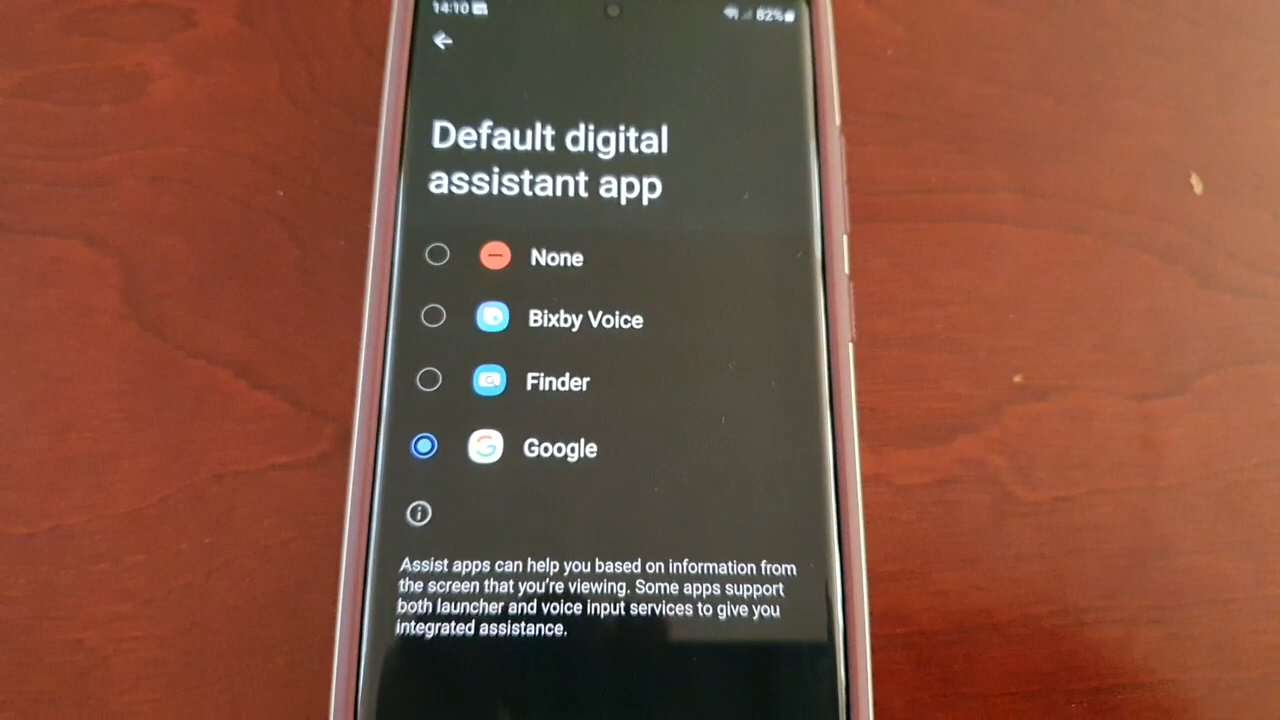 14:10
82%
Default digital
assistant app
None
Bixby Voice
Finder
Google
Assist apps can help you based on information from
the screen that you're viewing. Some apps support
both launcher and voice input services to give you
integrated assistance.